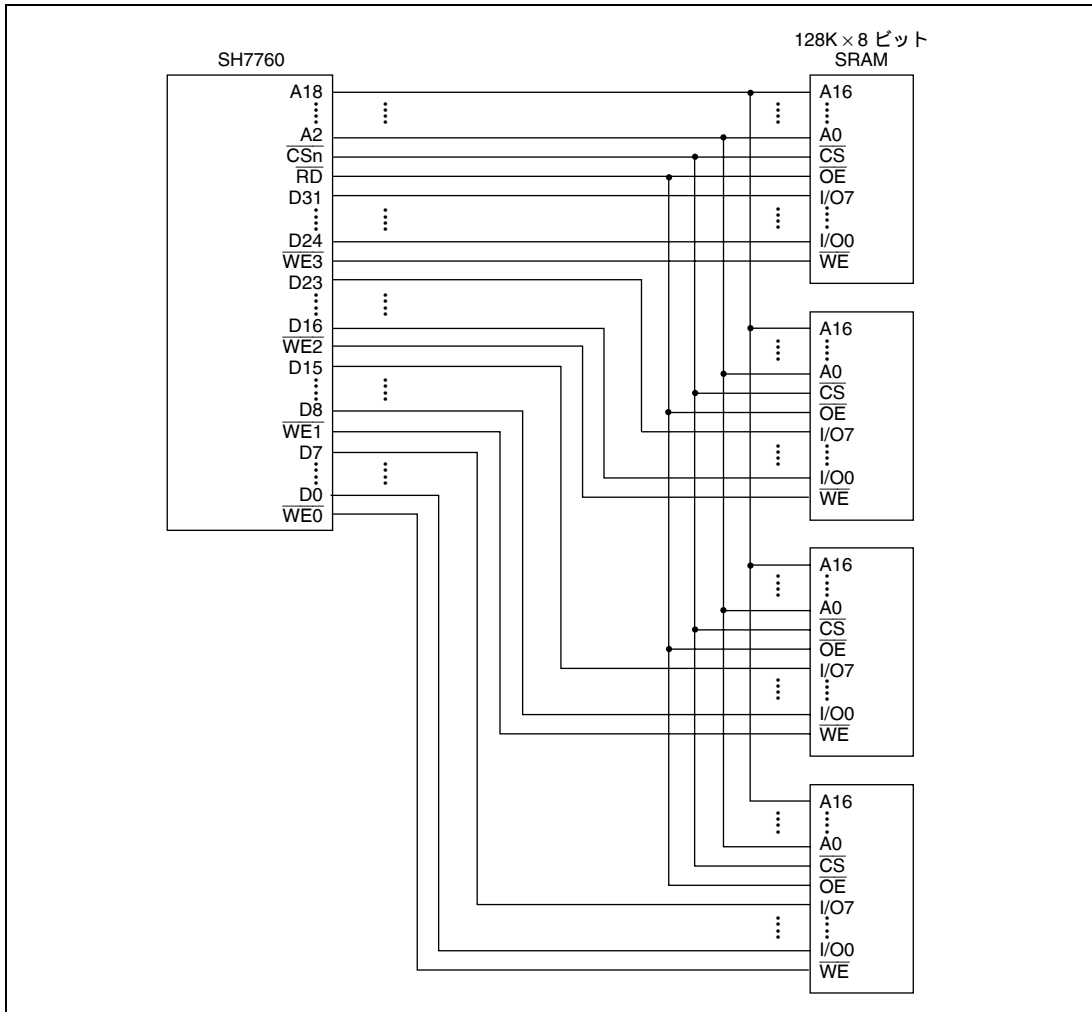 SH7760
A18
A2
CSn
RD
D31
D24
WE3
D23
D16
WE2
D15
D8
WE1
D7
D0
WE0
128K×8 ビット
SRAM
A16
A0
CS
OE
I/O7
I/O0
WE
A16
A0
CS
OE
I/O7
I/O0
WE
A16
A0
CS
OE
I/O7
I/O0
WE
A16
A0
CS
OE
I/O7
I/O0
WE